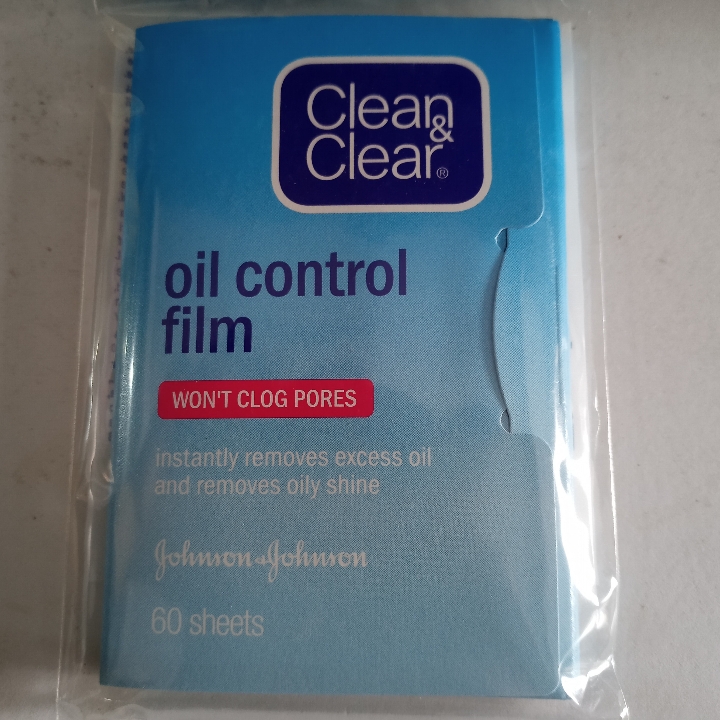 Clean &
Clear®
oil control
film
WON'T CLOG PORES
instantly removes excess oil
and removes oily shine
Johnson & Johnson
60 sheets